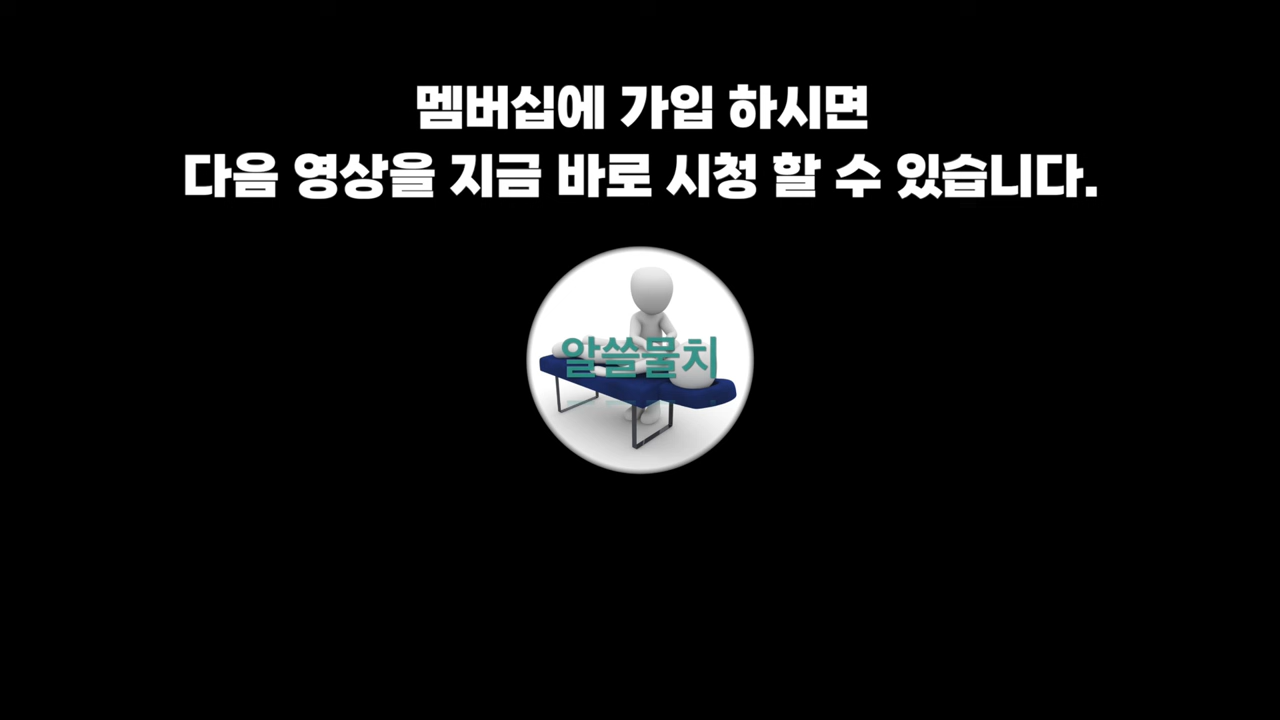 멤버십에 가입 하시면
다음 영상을 지금 바로 시청 할 수 있습니다.
알쓸물치